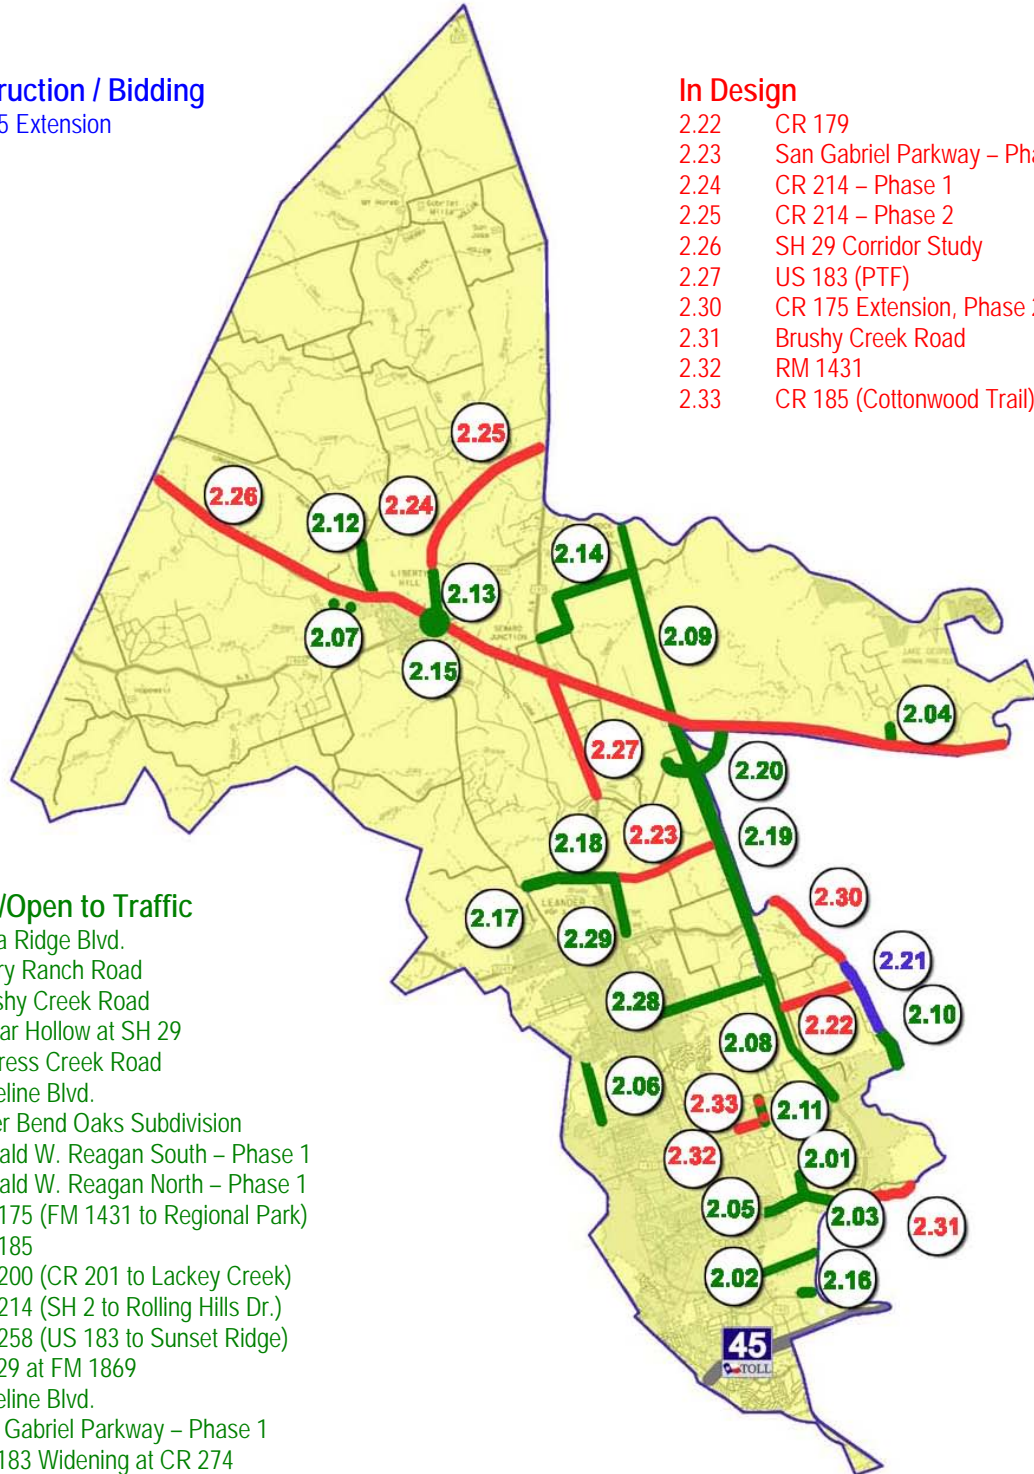 ruction / Bidding
5 Extension
In Design
2.22 CR 179
2.23 San Gabriel Parkway – Pha
2.24 CR 214 – Phase 1
2.25 CR 214 – Phase 2
2.26 SH 29 Corridor Study
2.27 US 183 (PTF)
2.30 CR 175 Extension, Phase 2
2.31 Brushy Creek Road
2.32 RM 1431
2.33 CR 185 (Cottonwood Trail)
2.25
2.26
2.24
2.12
2.14
LIBERTY HILL
2.13
2.07
SEWARD JUNCTION
2.09
2.15
2.04
2.27
2.20
2.18
2.23
2.19
2.30
LEANDER
2.17
2.29
2.21
2.28
2.10
2.22
2.08
2.06
2.33
2.11
2.32
2.01
2.05
2.03
2.31
2.02
2.16
45
TOLL
/Open to Traffic
a Ridge Blvd.
ry Ranch Road
shy Creek Road
ar Hollow at SH 29
ress Creek Road
eline Blvd.
er Bend Oaks Subdivision
ald W. Reagan South – Phase 1
ald W. Reagan North – Phase 1
175 (FM 1431 to Regional Park)
185
200 (CR 201 to Lackey Creek)
214 (SH 2 to Rolling Hills Dr.)
258 (US 183 to Sunset Ridge)
29 at FM 1869
eline Blvd.
Gabriel Parkway – Phase 1
183 Widening at CR 274